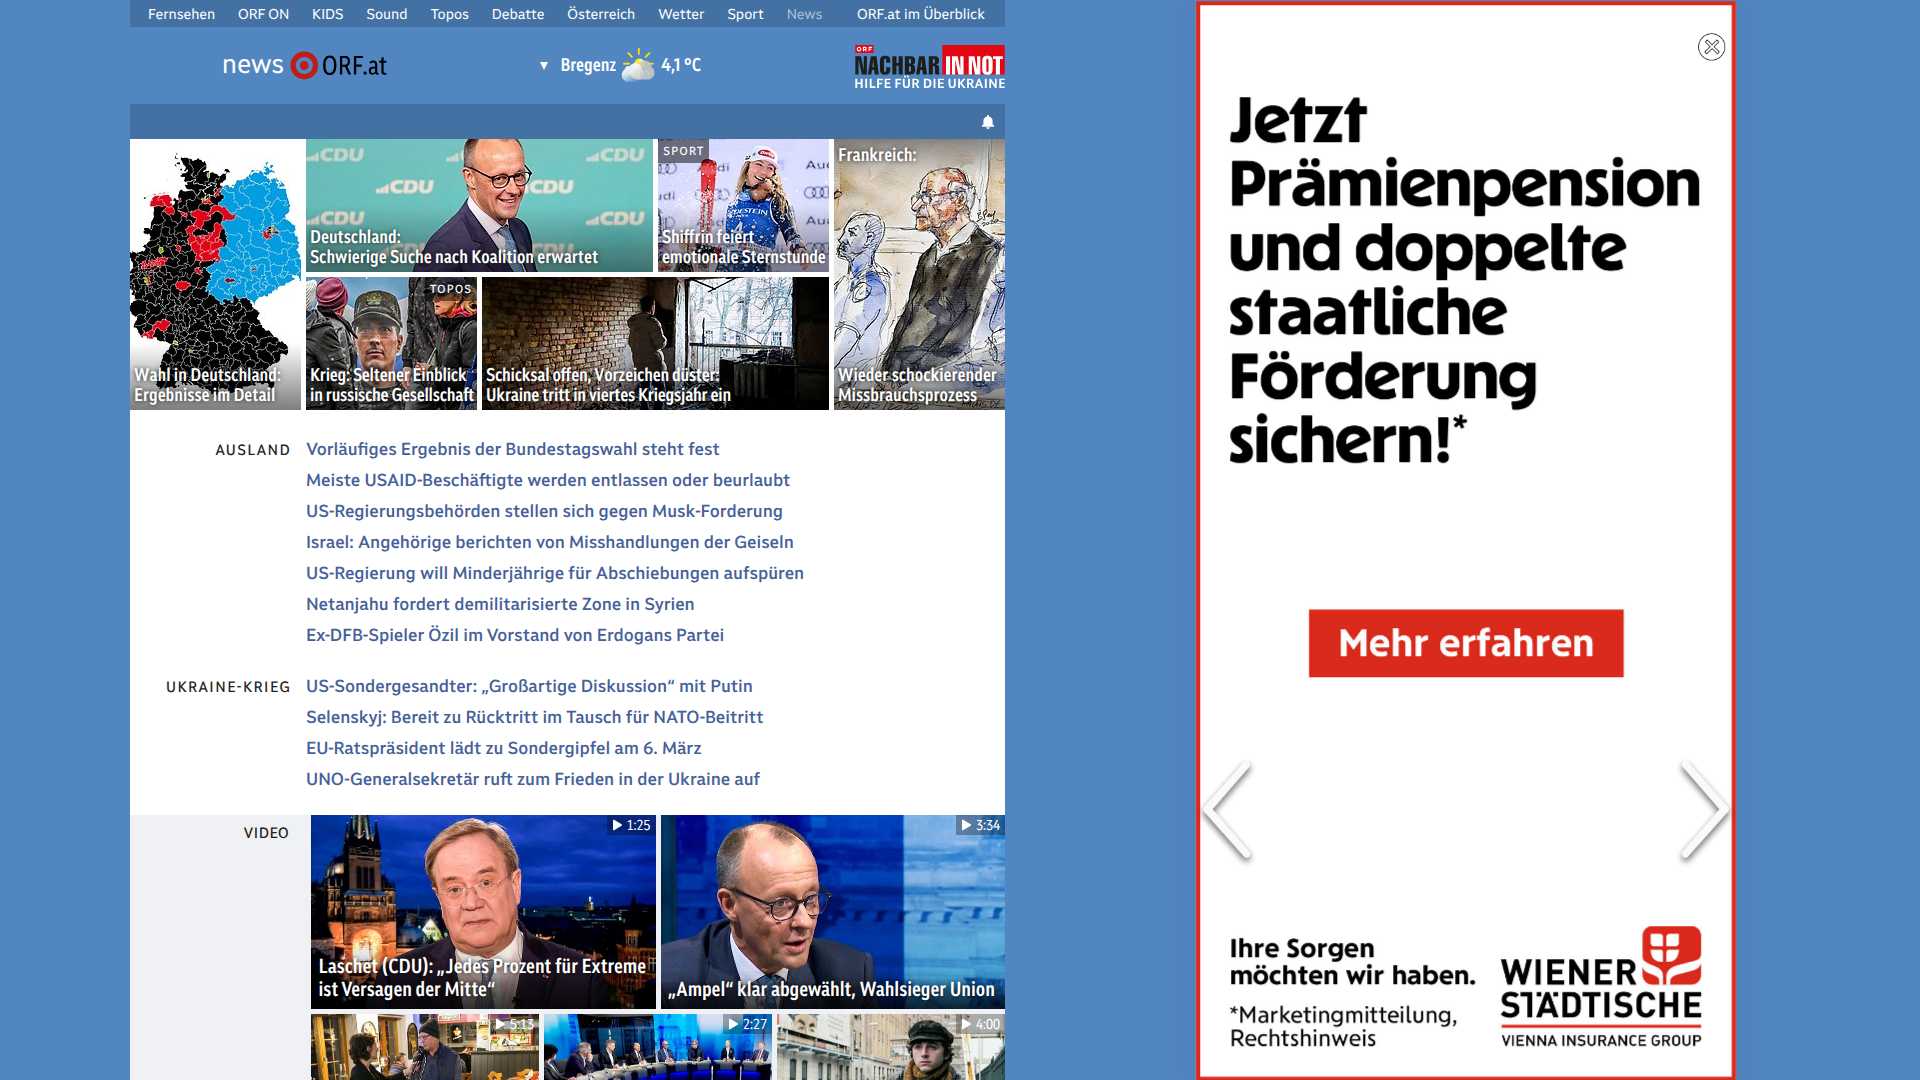 Fernsehen ORF ON KIDS Sound Topos Debatte Österreich Wetter Sport News ORF.at im Überblick
news ORF.at
Bregenz 4,1 °C
ORF
NACHBAR IN NOT
HILFE FÜR DIE UKRAINE
Wahl in Deutschland:
Ergebnisse im Detail
CDU
Deutschland:
Schwierige Suche nach Koalition erwartet
SPORT
Shiffrin feiert
emotionale Sternstunde
Frankreich:
Wieder schockierender
Missbrauchsprozess
TOPOS
Krieg: Seltener Einblick
in russische Gesellschaft
Schicksal offen, Vorzeichen düster:
Ukraine tritt in viertes Kriegsjahr ein
AUSLAND
Vorläufiges Ergebnis der Bundestagswahl steht fest
Meiste USAID-Beschäftigte werden entlassen oder beurlaubt
US-Regierungsbehörden stellen sich gegen Musk-Forderung
Israel: Angehörige berichten von Misshandlungen der Geiseln
US-Regierung will Minderjährige für Abschiebungen aufspüren
Netanjahu fordert demilitarisierte Zone in Syrien
Ex-DFB-Spieler Özil im Vorstand von Erdogans Partei
UKRAINE-KRIEG
US-Sondergesandter: „Großartige Diskussion“ mit Putin
Selenskyj: Bereit zu Rücktritt im Tausch für NATO-Beitritt
EU-Ratspräsident lädt zu Sondergipfel am 6. März
UNO-Generalsekretär ruft zum Frieden in der Ukraine auf
VIDEO
1:25
Laschet (CDU): „Jedes Prozent für Extreme
ist Versagen der Mitte“
3:34
„Ampel“ klar abgewählt, Wahlsieger Union
5:13
2:27
4:00
Jetzt
Prämienpension
und doppelte
staatliche
Förderung
sichern!*
Mehr erfahren
Ihre Sorgen
möchten wir haben.
*Marketingmitteilung,
Rechtshinweis
WIENER
STÄDTISCHE
VIENNA INSURANCE GROUP